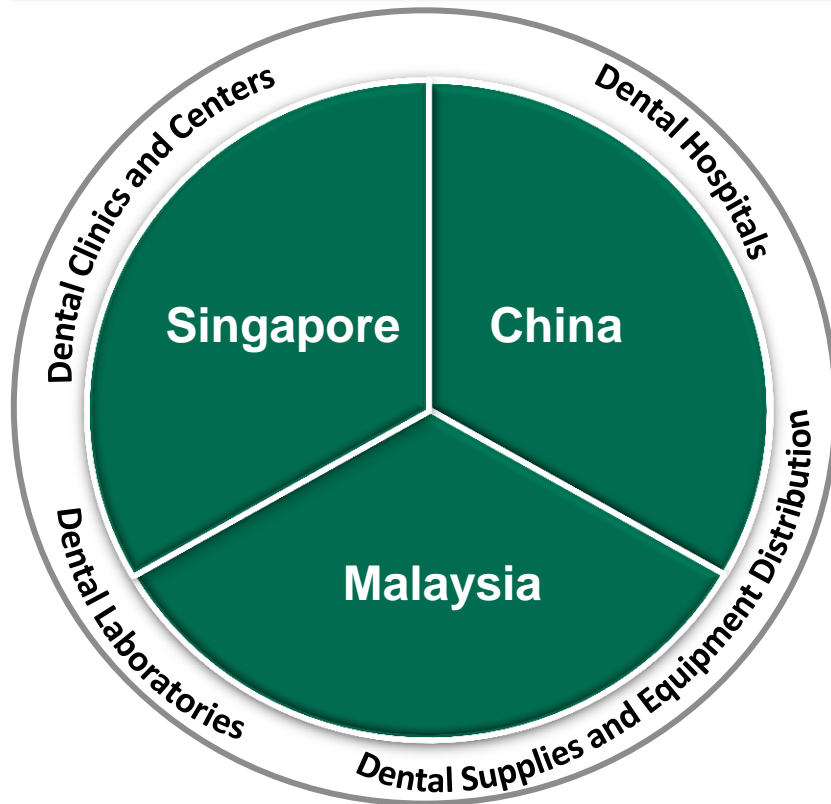 Dental Clinics and Centers
Dental Hospitals
Singapore
China
Malaysia
Dental Laboratories
Dental Supplies and Equipment Distribution